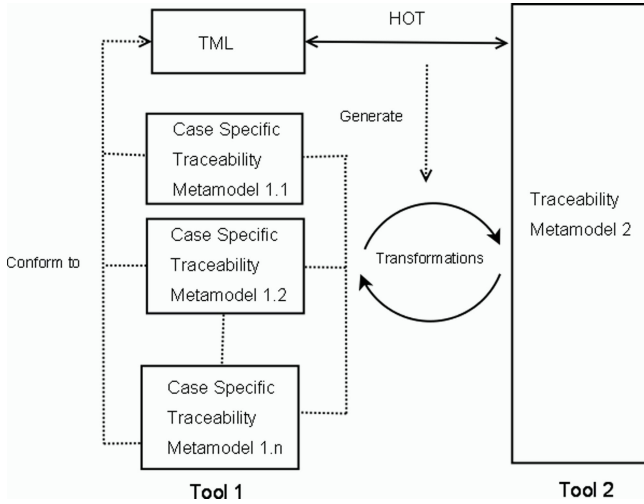 TML
HOT
Case Specific
Traceability
Metamodel 1.1
Generate
Case Specific
Traceability
Metamodel 1.2
Conform to
Transformations
Traceability
Metamodel 2
Case Specific
Traceability
Metamodel 1.n
Tool 1
Tool 2